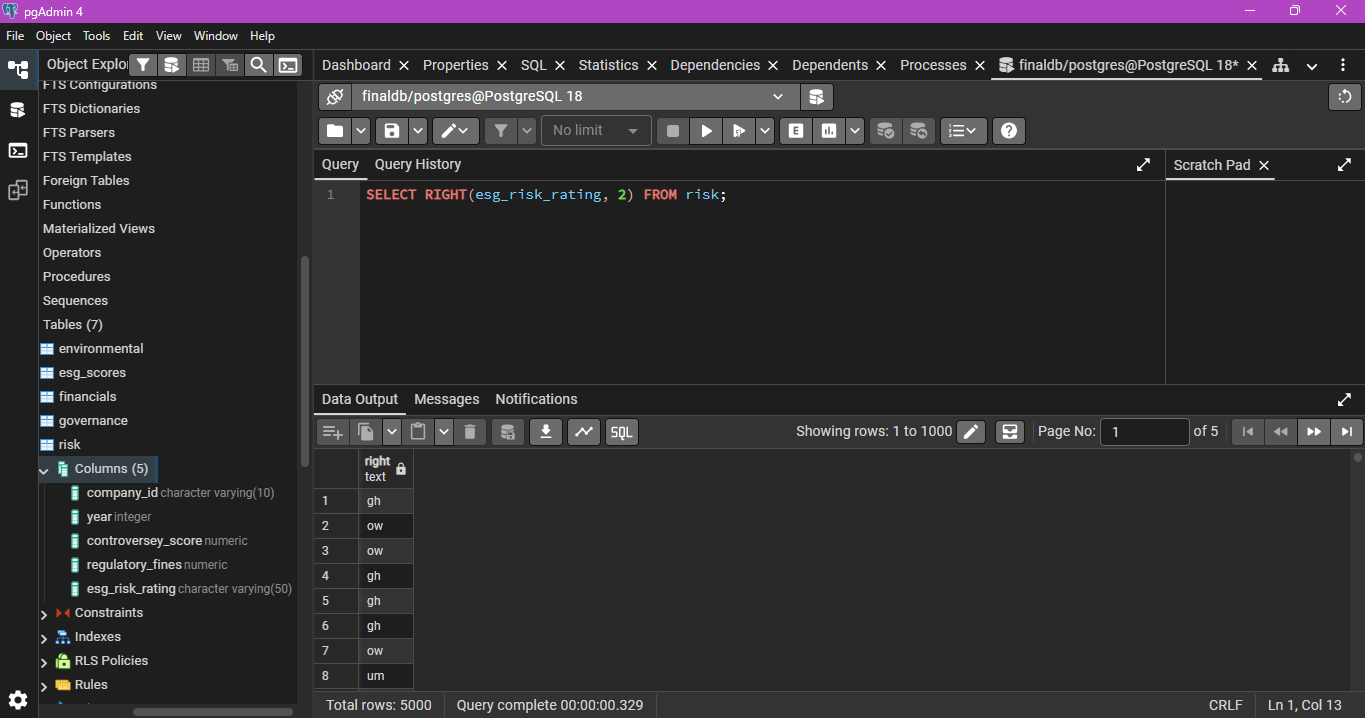 pgAdmin 4
File Object Tools Edit View Window Help
Object Explo
FTS Configurations
FTS Dictionaries
FTS Parsers
FTS Templates
Foreign Tables
Functions
Materialized Views
Operators
Procedures
Sequences
Tables (7)
environmental
esg_scores
financials
governance
risk
Columns (5)
company_id character varying(10)
year integer
controversey_score numeric
regulatory_fines numeric
esg_risk_rating character varying(50)
Constraints
Indexes
RLS Policies
Rules
Dashboard Properties SQL Statistics Dependencies Dependents Processes finaldb/postgres@PostgreSQL 18*
finaldb/postgres@PostgreSQL 18
No limit E
Query Query History
Scratch Pad
1 SELECT RIGHT(esg_risk_rating, 2) FROM risk;
Data Output Messages Notifications
SQL Showing rows: 1 to 1000 Page No: 1 of 5
right
text
1 gh
2 ow
3 ow
4 gh
5 gh
6 gh
7 ow
8 um
Total rows: 5000 Query complete 00:00:00.329 CRLF Ln 1, Col 13